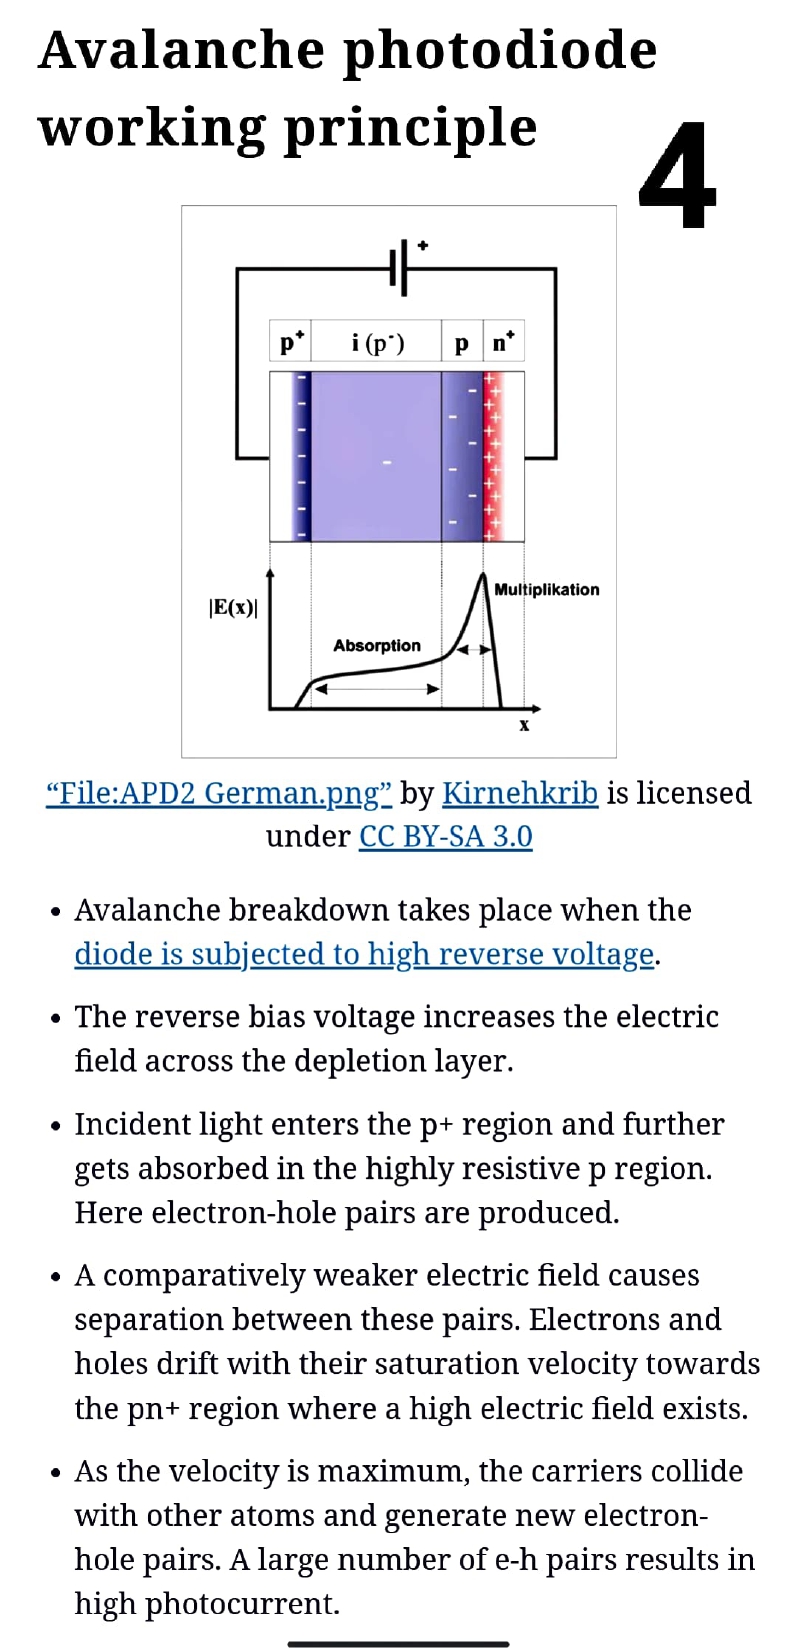 Avalanche photodiode
working principle
4
+
p+ i (p-) p n+
|E(x)|
Multiplikation
Absorption
x
“File:APD2 German.png” by Kirnehkrib is licensed
under CC BY-SA 3.0
• Avalanche breakdown takes place when the
diode is subjected to high reverse voltage.
• The reverse bias voltage increases the electric
field across the depletion layer.
• Incident light enters the p+ region and further
gets absorbed in the highly resistive p region.
Here electron-hole pairs are produced.
• A comparatively weaker electric field causes
separation between these pairs. Electrons and
holes drift with their saturation velocity towards
the pn+ region where a high electric field exists.
• As the velocity is maximum, the carriers collide
with other atoms and generate new electron-
hole pairs. A large number of e-h pairs results in
high photocurrent.